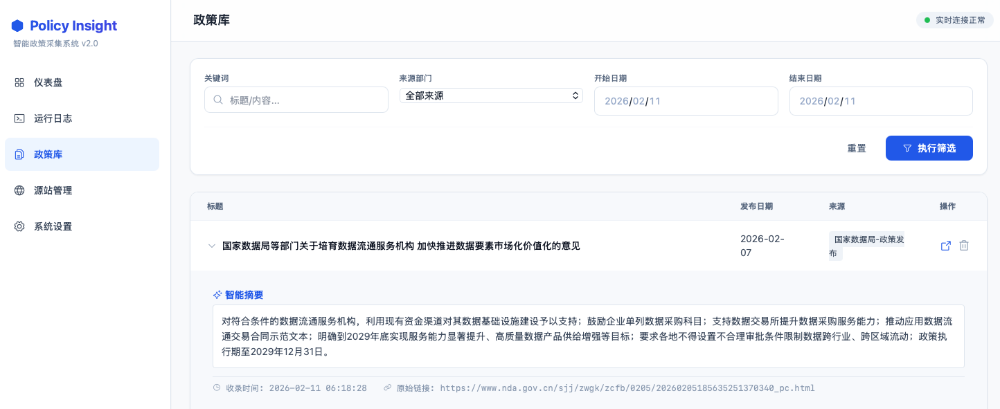 Policy Insight
智能政策采集系统 v2.0
仪表盘
运行日志
政策库
源站管理
系统设置
政策库
实时连接正常
关键词
标题/内容...
来源部门
全部来源
开始日期
2026/02/11
结束日期
2026/02/11
重置
执行筛选
标题 发布日期 来源 操作
国家数据局等部门关于培育数据流通服务机构 加快推进数据要素市场化价值化的意见
2026-02-
07
国家数据局-政策发
布
智能摘要
对符合条件的数据流通服务机构，利用现有资金渠道对其数据基础设施建设予以支持；鼓励企业单列数据采购科目；支持数据交易所提升数据采购服务能力；推动应用数据流
通交易合同示范文本；明确到2029年底实现服务能力显著提升、高质量数据产品供给增强等目标；要求各地不得设置不合理审批条件限制数据跨行业、跨区域流动；政策执
行期至2029年12月31日。
收录时间: 2026-02-11 06:18:28 原始链接: https://www.nda.gov.cn/sjj/zwgk/zcfb/0205/20260205185635251370340_pc.html